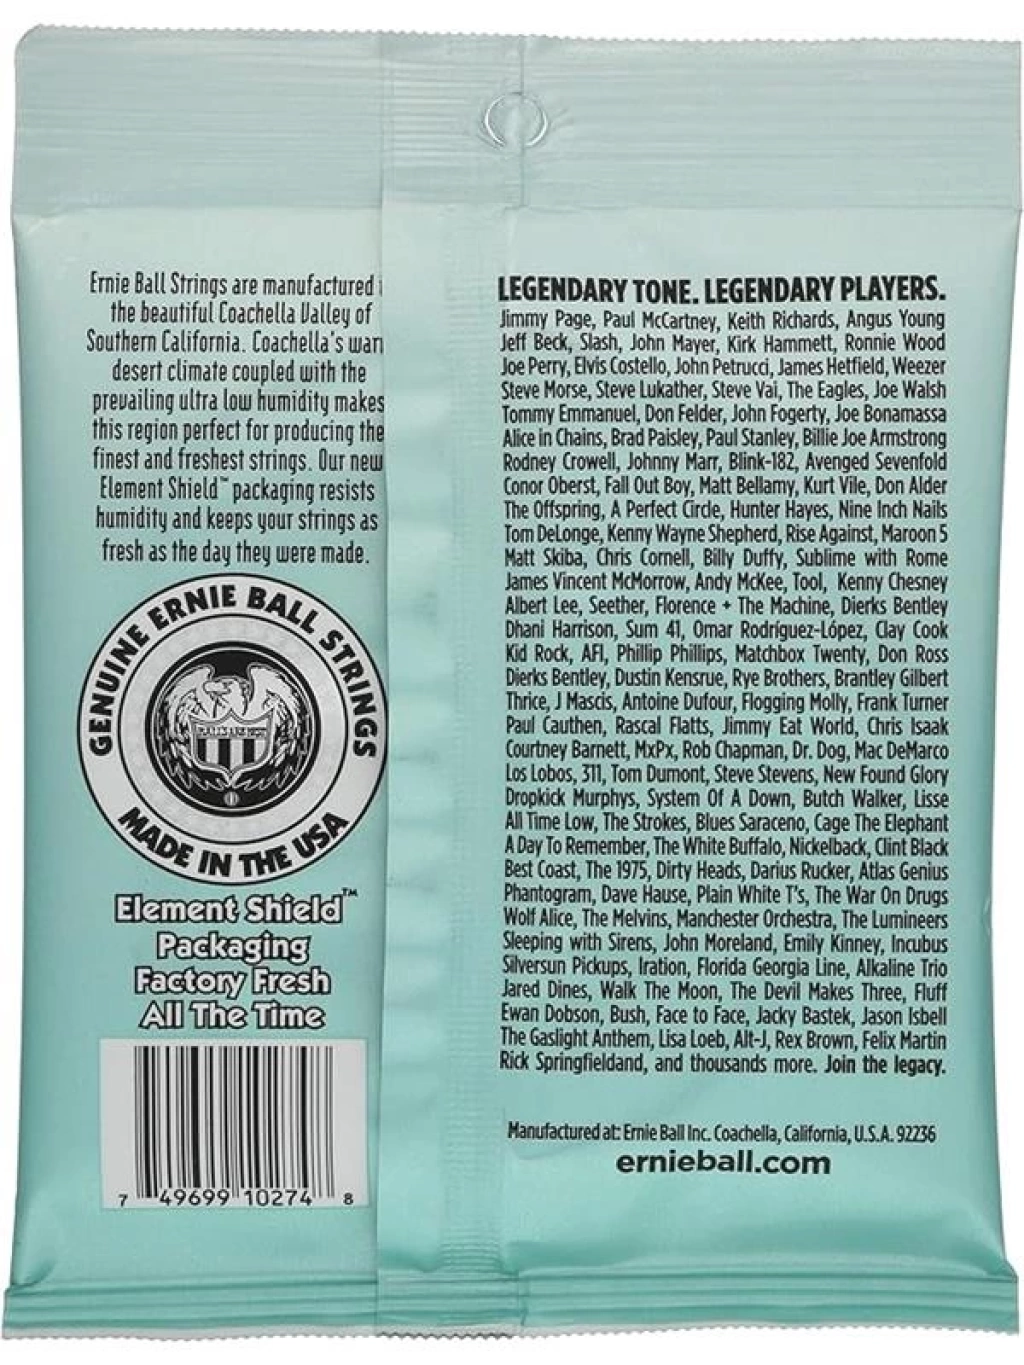 Ernie Ball Strings are manufactured
the beautiful Coachella Valley of
Southern California. Coachella's
desert climate coupled with the
prevailing ultra low humidity makes
this region perfect for producing the
finest and freshest strings. Our new
Element Shield™ packaging resists
humidity and keeps your strings as
fresh as the day they were made.
GENUINE ERNIE BALL STRINGS
MADE IN THE USA
Element Shield™
Packaging
Factory Fresh
All The Time
7 49699 10274 8
LEGENDARY TONE. LEGENDARY PLAYERS.
Jimmy Page, Paul McCartney, Keith Richards, Angus Young
Jeff Beck, Slash, John Mayer, Kirk Hammett, Ronnie Wood
Joe Perry, Elvis Costello, John Petrucci, James Hetfield, Weezer
Steve Morse, Steve Lukather, Steve Vai, The Eagles, Joe Walsh
Tommy Emmanuel, Don Felder, John Fogerty, Joe Bonamassa
Alice in Chains, Brad Paisley, Paul Stanley, Billie Joe Armstrong
Rodney Crowell, Johnny Marr, Blink-182, Avenged Sevenfold
Conor Oberst, Fall Out Boy, Matt Bellamy, Kurt Vile, Don Alder
The Offspring, A Perfect Circle, Hunter Hayes, Nine Inch Nails
Tom DeLonge, Kenny Wayne Shepherd, Rise Against, Maroon 5
Matt Skiba, Chris Cornell, Billy Duffy, Sublime with Rome
James Vincent McMorrow, Andy McKee, Tool, Kenny Chesney
Albert Lee, Seether, Florence + The Machine, Dierks Bentley
Dhani Harrison, Sum 41, Omar Rodríguez-López, Clay Cook
Kid Rock, AFI, Phillip Phillips, Matchbox Twenty, Don Ross
Dierks Bentley, Dustin Kensrue, Rye Brothers, Brantley Gilbert
Thrice, J Mascis, Antoine Dufour, Flogging Molly, Frank Turner
Paul Cauthen, Rascal Flatts, Jimmy Eat World, Chris Isaak
Courtney Barnett, MxPx, Rob Chapman, Dr. Dog, Mac DeMarco
Los Lobos, 311, Tom Dumont, Steve Stevens, New Found Glory
Dropkick Murphys, System Of A Down, Butch Walker, Lisse
All Time Low, The Strokes, Blues Saraceno, Cage The Elephant
A Day To Remember, The White Buffalo, Nickelback, Clint Black
Best Coast, The 1975, Dirty Heads, Darius Rucker, Atlas Genius
Phantogram, Dave Hause, Plain White T's, The War On Drugs
Wolf Alice, The Melvins, Manchester Orchestra, The Lumineers
Sleeping with Sirens, John Moreland, Emily Kinney, Incubus
Silversun Pickups, Iration, Florida Georgia Line, Alkaline Trio
Jared Dines, Walk The Moon, The Devil Makes Three, Fluff
Ewan Dobson, Bush, Face to Face, Jacky Bastek, Jason Isbell
The Gaslight Anthem, Lisa Loeb, Alt-J, Rex Brown, Felix Martin
Rick Springfieldand, and thousands more. Join the legacy.
Manufactured at: Ernie Ball Inc. Coachella, California, U.S.A. 92236
ernieball.com